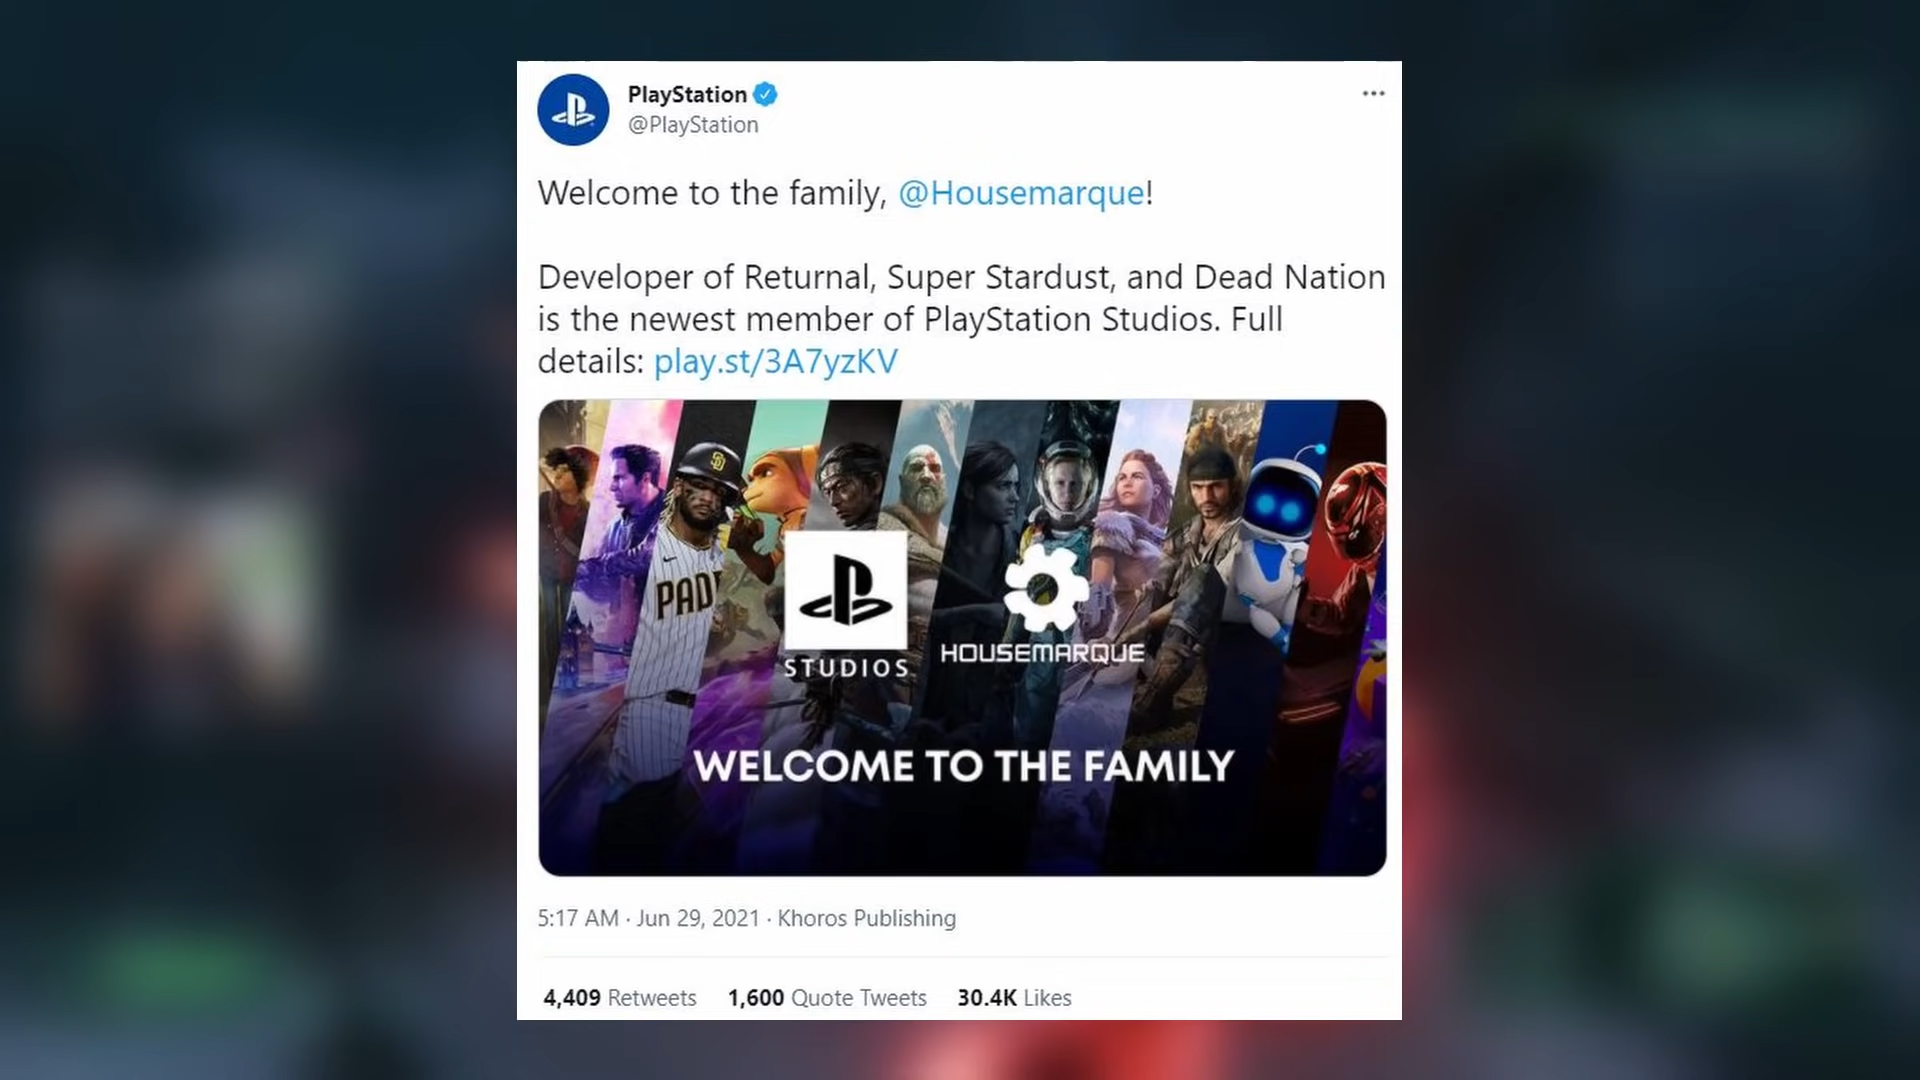 PlayStation
@PlayStation
Welcome to the family, @Housemarque!
Developer of Returnal, Super Stardust, and Dead Nation
is the newest member of PlayStation Studios. Full
details: play.st/3A7yzKV
SD
PAD
STUDIOS
HOUSEMARQUE
WELCOME TO THE FAMILY
5:17 AM · Jun 29, 2021 · Khoros Publishing
4,409 Retweets 1,600 Quote Tweets 30.4K Likes